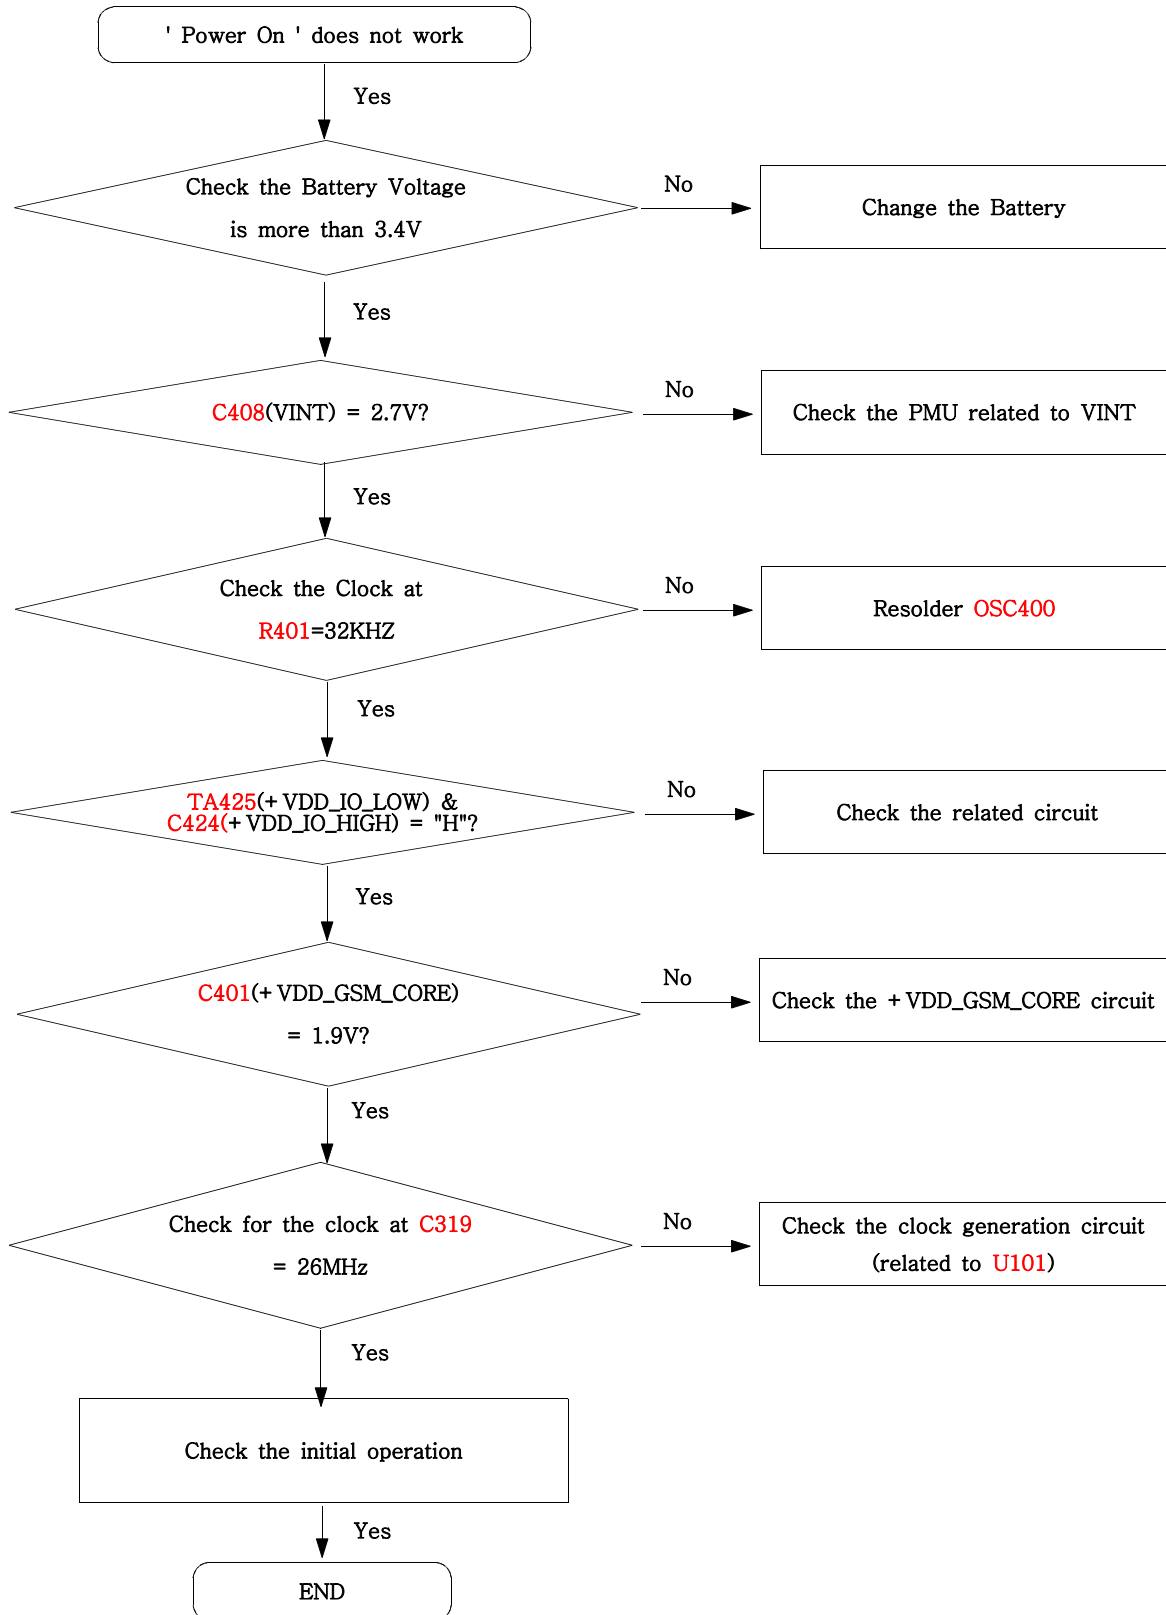 ' Power On ' does not work
Yes
Check the Battery Voltage
is more than 3.4V
No
Change the Battery
Yes
C408(VINT) = 2.7V?
No
Check the PMU related to VINT
Yes
Check the Clock at
R401=32KHZ
No
Resolder OSC400
Yes
TA425(+VDD_IO_LOW) &
C424(+VDD_IO_HIGH) = "H"?
No
Check the related circuit
Yes
C401(+VDD_GSM_CORE)
= 1.9V?
No
Check the +VDD_GSM_CORE circuit
Yes
Check for the clock at C319
= 26MHz
No
Check the clock generation circuit
(related to U101)
Yes
Check the initial operation
Yes
END